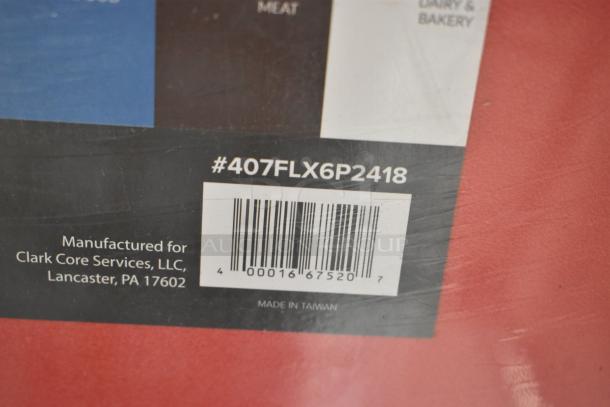 MEAT
DAIRY &
BAKERY
#407FLX6P2418
Manufactured for
Clark Core Services, LLC,
Lancaster, PA 17602
4 00016 67520 7
MADE IN TAIWAN